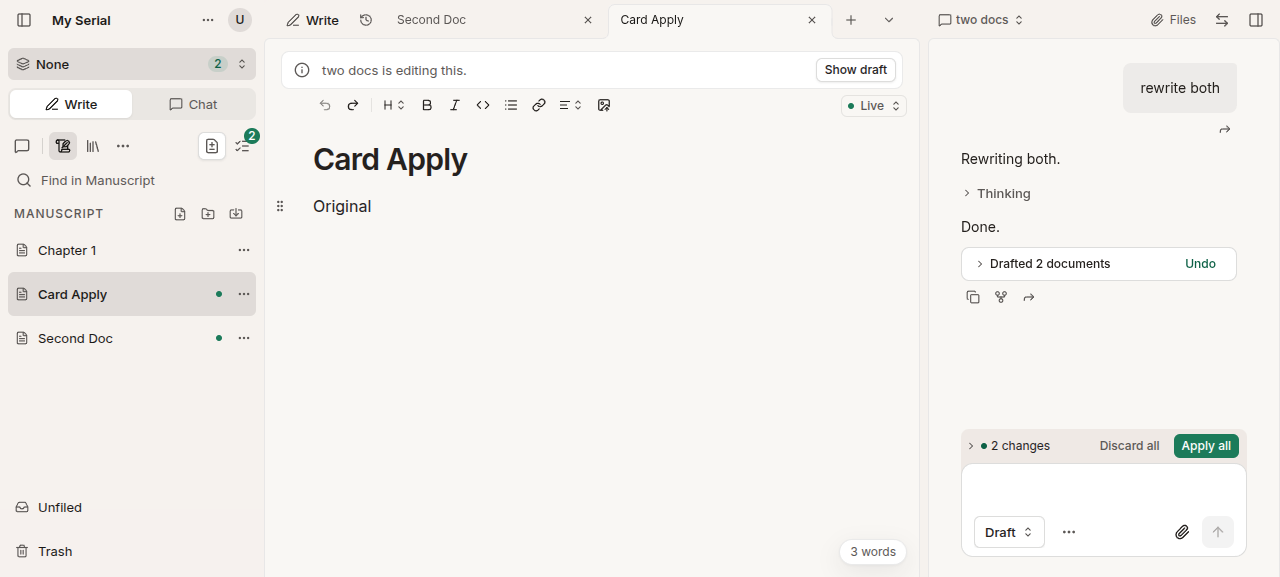 My Serial
U
Write
Second Doc
Card Apply
two docs
Files
None
2
Write
Chat
2
Find in Manuscript
MANUSCRIPT
Chapter 1
Card Apply
Second Doc
Unfiled
Trash
two docs is editing this.
Show draft
H
B
I
Live
Card Apply
Original
3 words
rewrite both
Rewriting both.
Thinking
Done.
Drafted 2 documents
Undo
2 changes
Discard all
Apply all
Draft